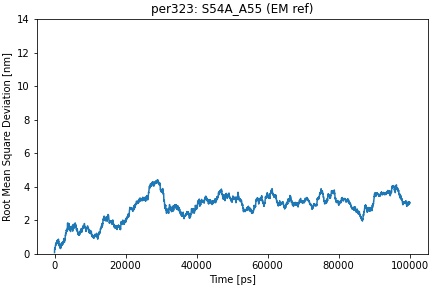 per323: S54A_A55 (EM ref)
Root Mean Square Deviation [nm]
14
12
10
8
6
4
2
0
0 20000 40000 60000 80000 100000
Time [ps]